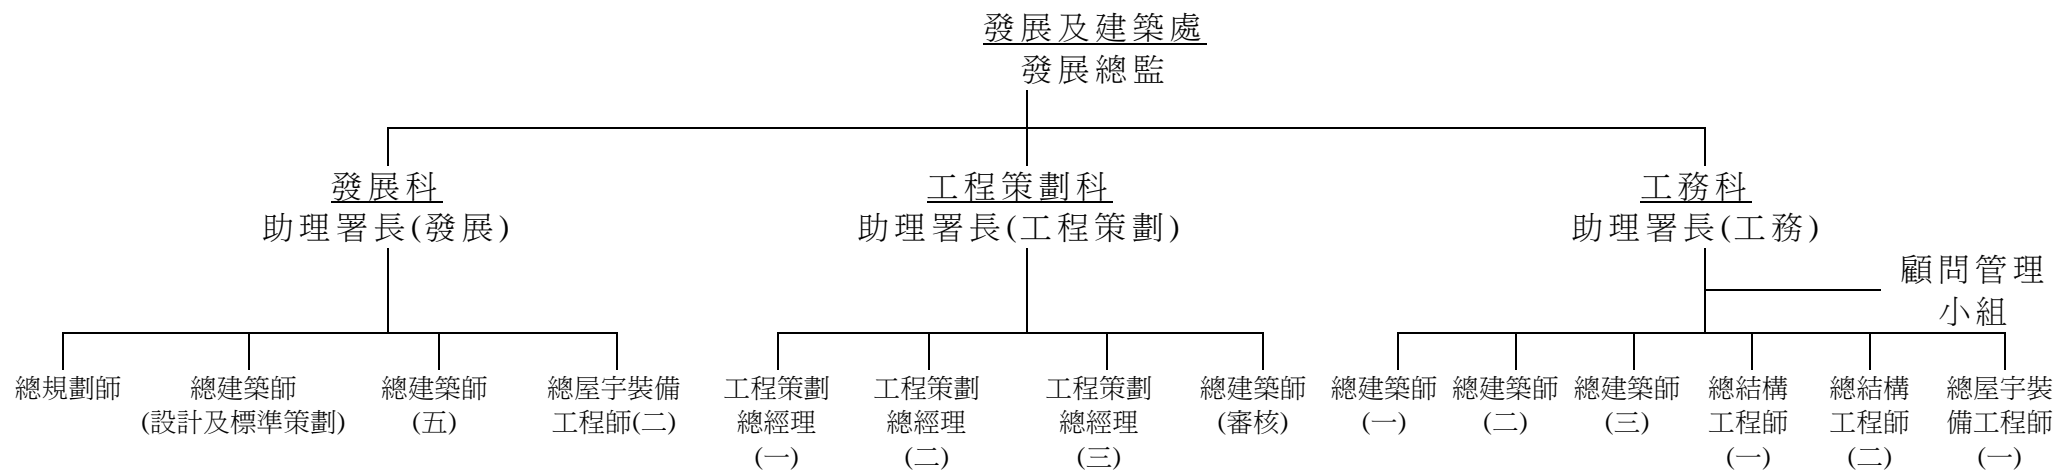 發展及建築處
發展總監
發展科
助理署長(發展)
工程策劃科
助理署長(工程策劃)
工務科
助理署長(工務)
顧問管理
小組
總規劃師
總建築師
(設計及標準策劃)
總建築師
(五)
總屋宇裝備
工程師(二)
工程策劃
總經理
(一)
工程策劃
總經理
(二)
工程策劃
總經理
(三)
總建築師
(審核)
總建築師
(一)
總建築師
(二)
總建築師
(三)
總結構
工程師
(一)
總結構
工程師
(二)
總屋宇裝
備工程師
(一)